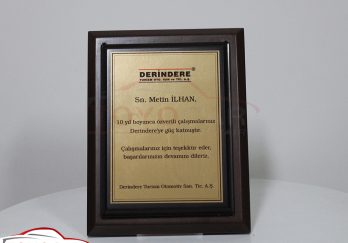 DERİNDERE
TURİZM OTO. SAN ve TİC. A.Ş.
Sn. Metin İLHAN,
10 yıl boyunca özverili çalışmalarınız
Derindere'ye güç katmıştır.
Çalışmalarınız için teşekkür eder,
başarılarınızın devamını dileriz.
Derindere Turizm Otomotiv San. Tic. A.Ş.